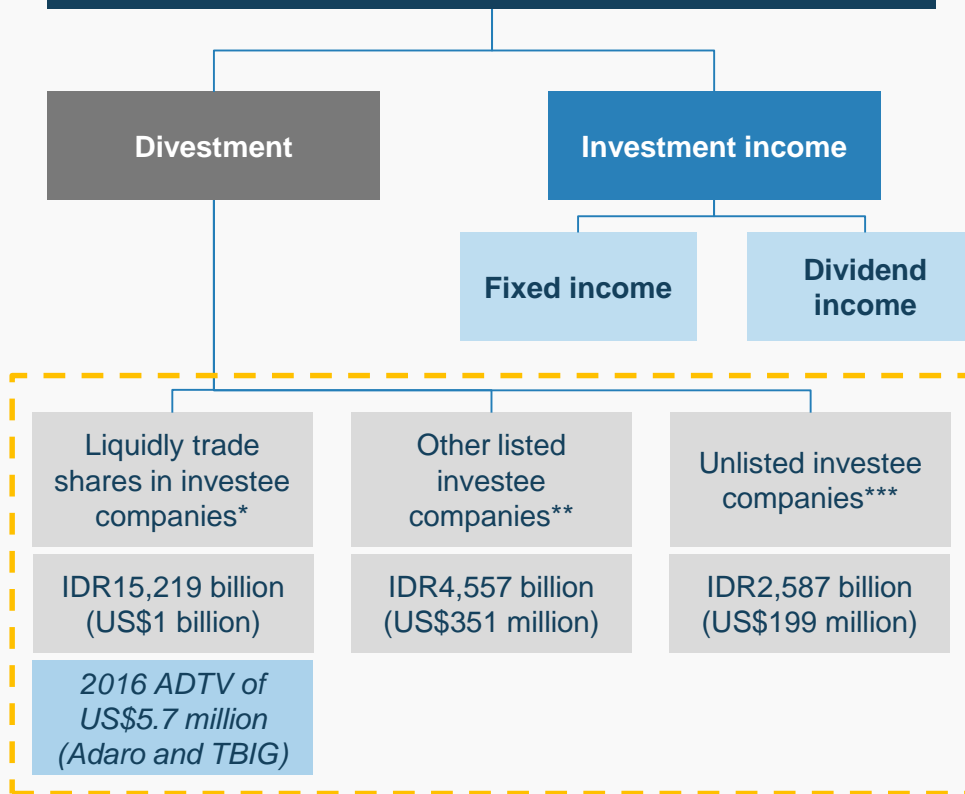 Divestment
Investment income
Fixed income
Dividend
income
Liquidly trade
shares in investee
companies*
Other listed
investee
companies**
Unlisted investee
companies***
IDR15,219 billion
(US$1 billion)
IDR4,557 billion
(US$351 million)
IDR2,587 billion
(US$199 million)
2016 ADTV of
US$5.7 million
(Adaro and TBIG)